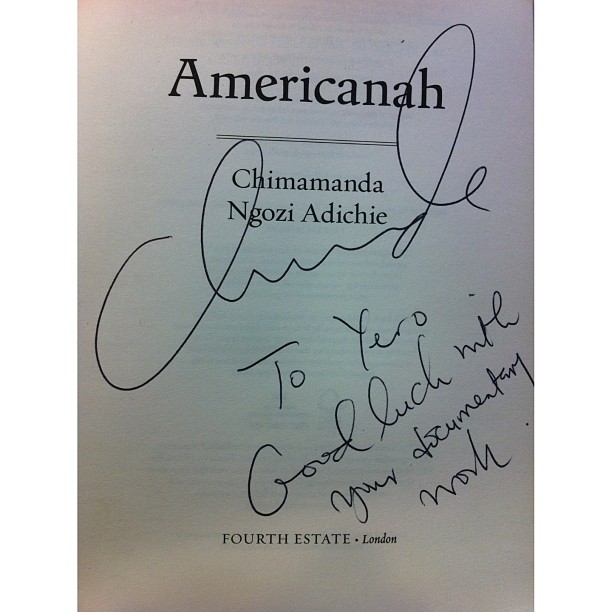 Americanah
Chimamanda
Ngozi Adichie
To Yero
Good luck with
your documentary
work.
FOURTH ESTATE • London